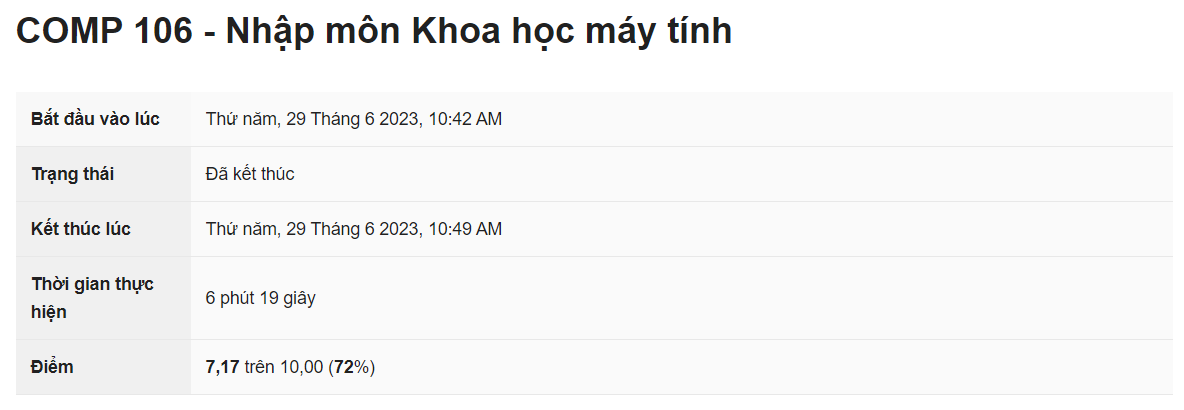 COMP 106 - Nhập môn Khoa học máy tính
Bắt đầu vào lúc
Thứ năm, 29 Tháng 6 2023, 10:42 AM
Trạng thái
Đã kết thúc
Kết thúc lúc
Thứ năm, 29 Tháng 6 2023, 10:49 AM
Thời gian thực
hiện
6 phút 19 giây
Điểm
7,17 trên 10,00 (72%)